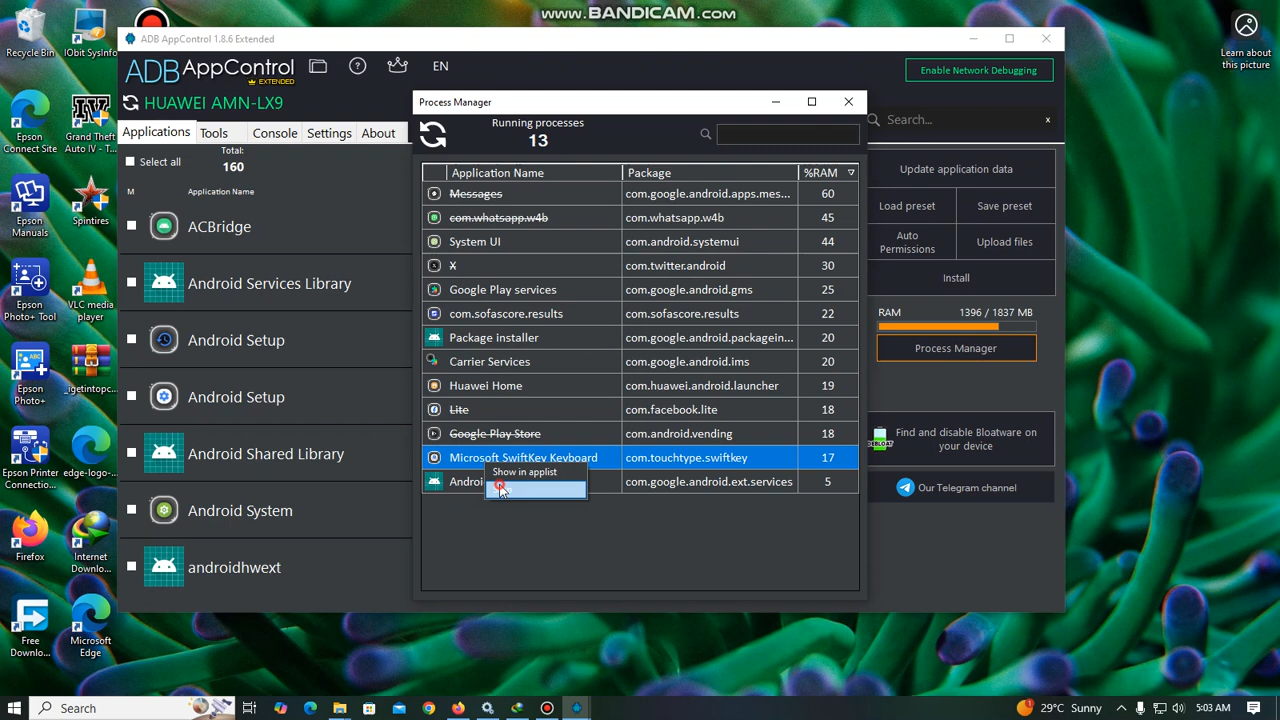 WWW.BANDICAM.COM
Recycle Bin
IObit SysInfo
Epson Connect Site
Grand Theft Auto IV - T...
Epson Manuals
Spintires
Epson Photo+ Tool
VLC media player
Epson Photo+
_igetintopc...
Epson Printer Connectio...
edge-logo-...
Firefox
Internet Downlo...
Free Downlo...
Microsoft Edge
Learn about this picture
ADB AppControl 1.8.6 Extended
ADB AppControl
EXTENDED
EN
Enable Network Debugging
HUAWEI AMN-LX9
Applications
Tools
Console
Settings
About
Search...
x
Select all
Total:
160
M
Application Name
ACBridge
Android Services Library
Android Setup
Android Setup
Android Shared Library
Android System
androidhwext
Process Manager
Running processes
13
Application Name Package %RAM
Messages com.google.android.apps.mes... 60
com.whatsapp.w4b com.whatsapp.w4b 45
System UI com.android.systemui 44
X com.twitter.android 30
Google Play services com.google.android.gms 25
com.sofascore.results com.sofascore.results 22
Package installer com.google.android.packagein... 20
Carrier Services com.google.android.ims 20
Huawei Home com.huawei.android.launcher 19
Lite com.facebook.lite 18
Google Play Store com.android.vending 18
Microsoft SwiftKey Keyboard com.touchtype.swiftkey 17
Androi com.google.android.ext.services 5
Show in applist
Update application data
Load preset
Save preset
Auto Permissions
Upload files
Install
RAM 1396 / 1837 MB
Process Manager
DEBLOAT
Find and disable Bloatware on your device
Our Telegram channel
Search
29°C Sunny
5:03 AM